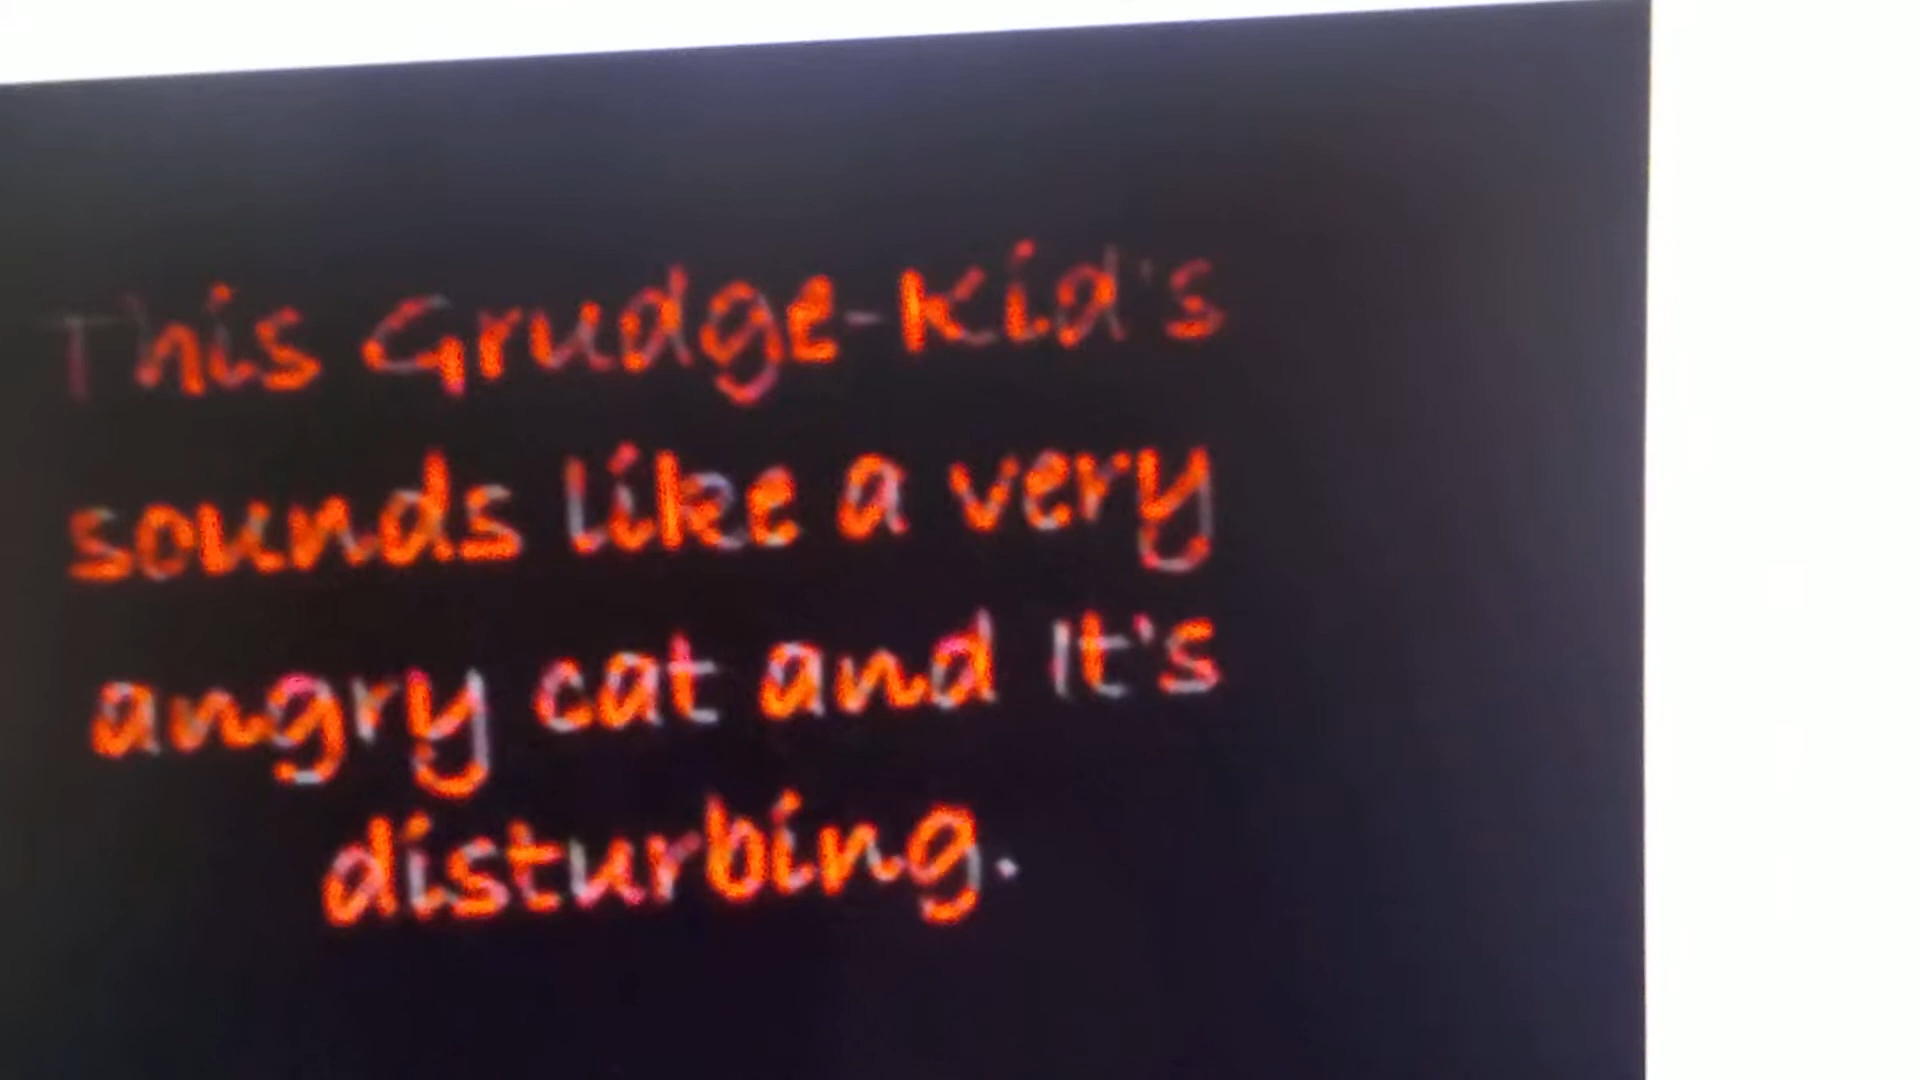 This Grudge-Kid's
sounds like a very
angry cat and It's
disturbing.